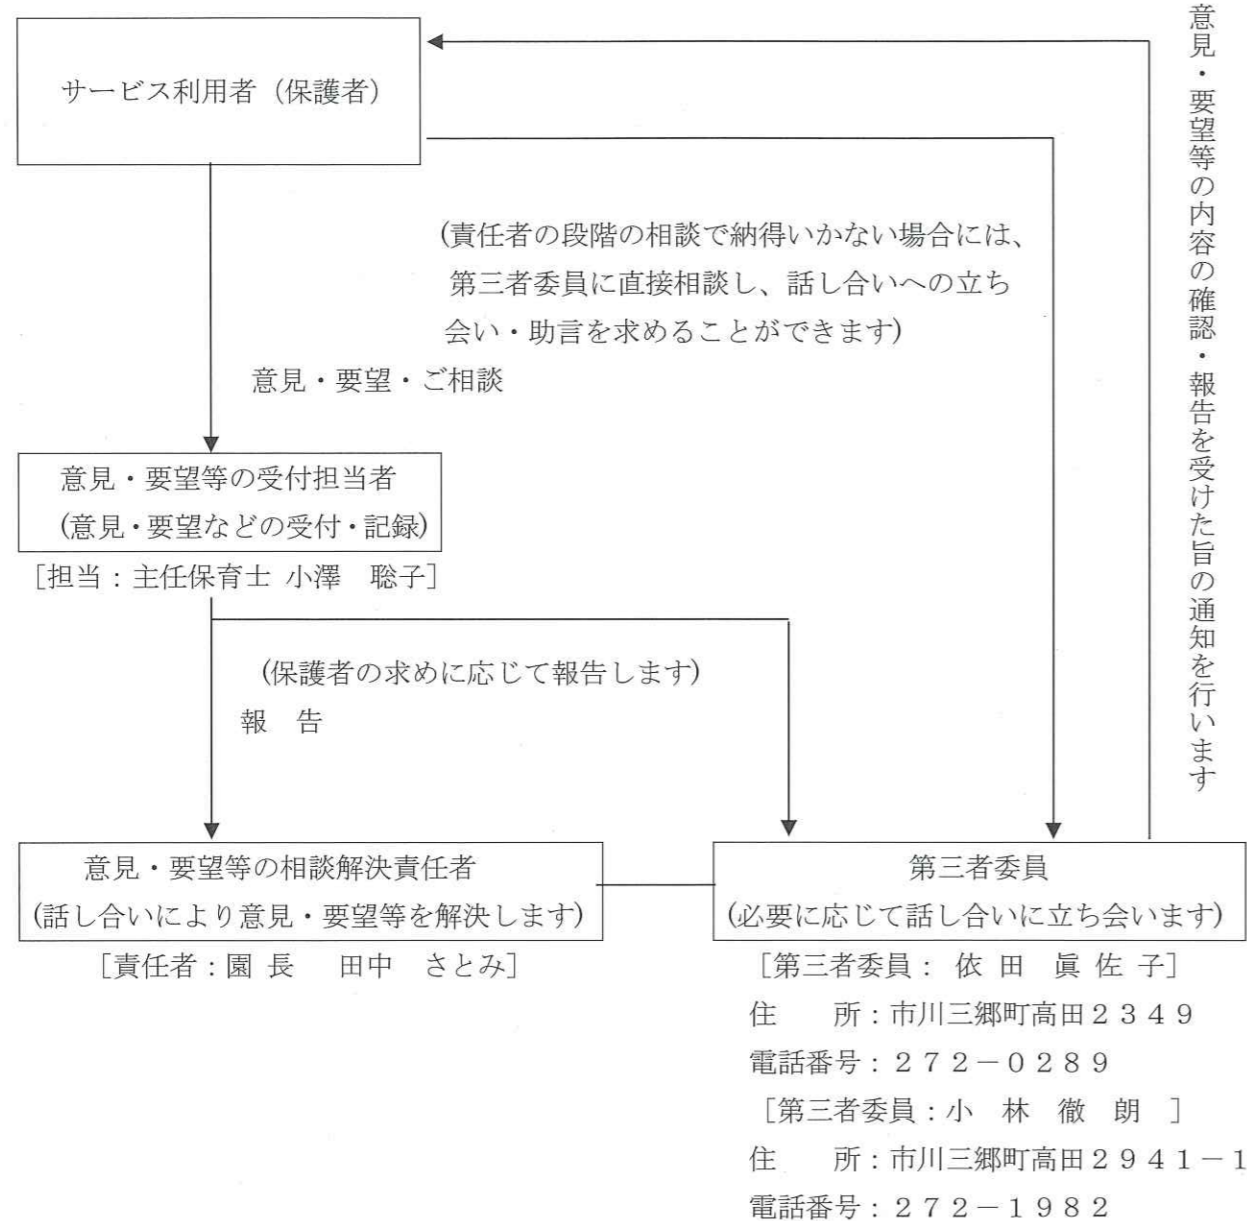 サービス利用者（保護者）
意見・要望等の内容の確認・報告を受けた旨の通知を行います
(責任者の段階の相談で納得いかない場合には、
第三者委員に直接相談し、話し合いへの立ち
会い・助言を求めることができます)
意見・要望・ご相談
意見・要望等の受付担当者
(意見・要望などの受付・記録)
［担当：主任保育士 小澤　聡子］
(保護者の求めに応じて報告します)
報　告
意見・要望等の相談解決責任者
(話し合いにより意見・要望等を解決します)
［責任者：園 長　 田中　さとみ］
第三者委員
(必要に応じて話し合いに立ち会います)
［第三者委員： 依 田　眞 佐 子］
住　　所：市川三郷町高田２３４９
電話番号：２７２－０２８９
［第三者委員：小　林　徹　朗　］
住　　所：市川三郷町高田２９４１－１
電話番号：２７２－１９８２